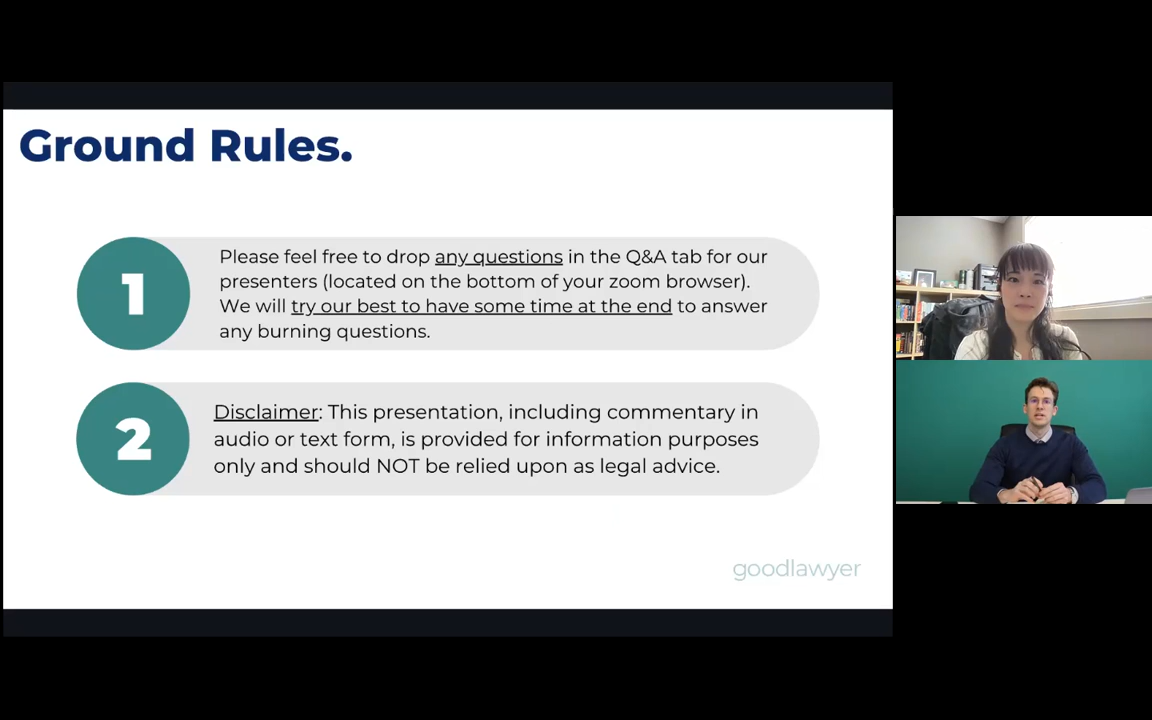 Ground Rules.
1
Please feel free to drop any questions in the Q&A tab for our
presenters (located on the bottom of your zoom browser).
We will try our best to have some time at the end to answer
any burning questions.
2
Disclaimer: This presentation, including commentary in
audio or text form, is provided for information purposes
only and should NOT be relied upon as legal advice.
goodlawyer